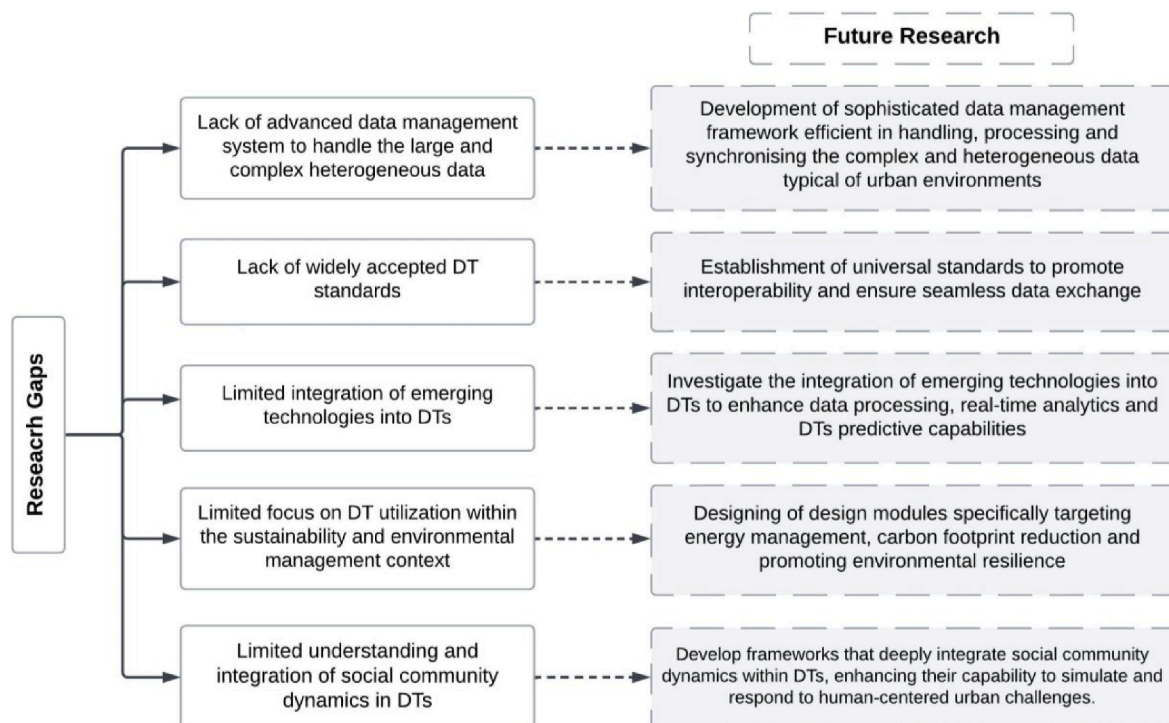 Future Research
Lack of advanced data management
system to handle the large and
complex heterogeneous data
Development of sophisticated data management
framework efficient in handling, processing and
synchronising the complex and heterogeneous data
typical of urban environments
Lack of widely accepted DT
standards
Establishment of universal standards to promote
interoperability and ensure seamless data exchange
Reseacrh Gaps
Limited integration of emerging
technologies into DTs
Investigate the integration of emerging technologies into
DTs to enhance data processing, real-time analytics and
DTs predictive capabilities
Limited focus on DT utilization within
the sustainability and environmental
management context
Designing of design modules specifically targeting
energy management, carbon footprint reduction and
promoting environmental resilience
Limited understanding and
integration of social community
dynamics in DTs
Develop frameworks that deeply integrate social community
dynamics within DTs, enhancing their capability to simulate and
respond to human-centered urban challenges.